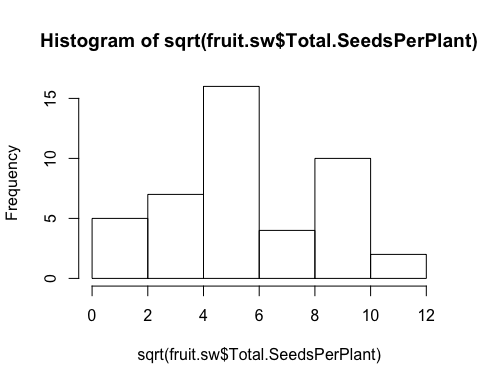 Histogram of sqrt(fruit.sw$Total.SeedsPerPlant)
Frequency
15
10
5
0
0 2 4 6 8 10 12
sqrt(fruit.sw$Total.SeedsPerPlant)